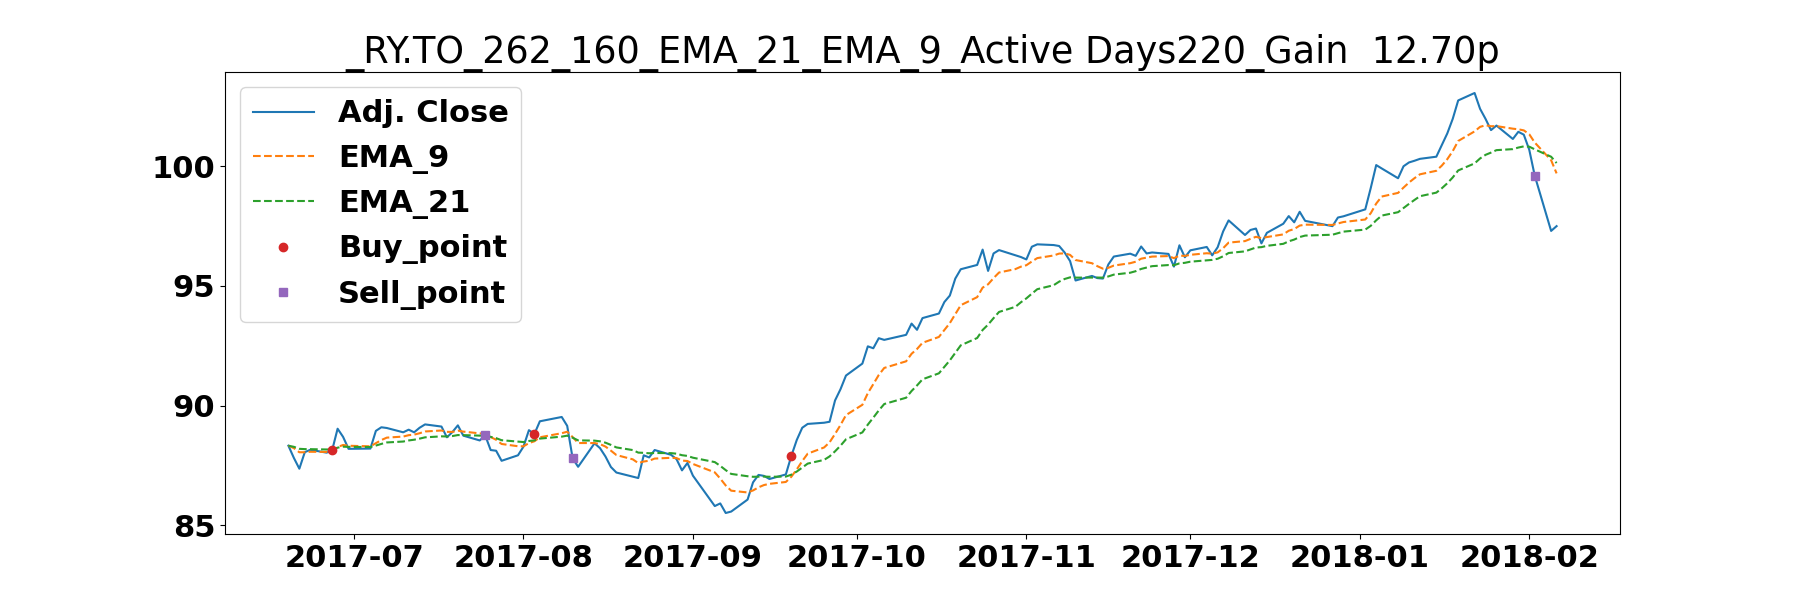 _RY.TO_262_160_EMA_21_EMA_9_Active Days220_Gain  12.70p
Adj. Close
EMA_9
EMA_21
Buy_point
Sell_point
100
95
90
85
2017-07 2017-08 2017-09 2017-10 2017-11 2017-12 2018-01 2018-02